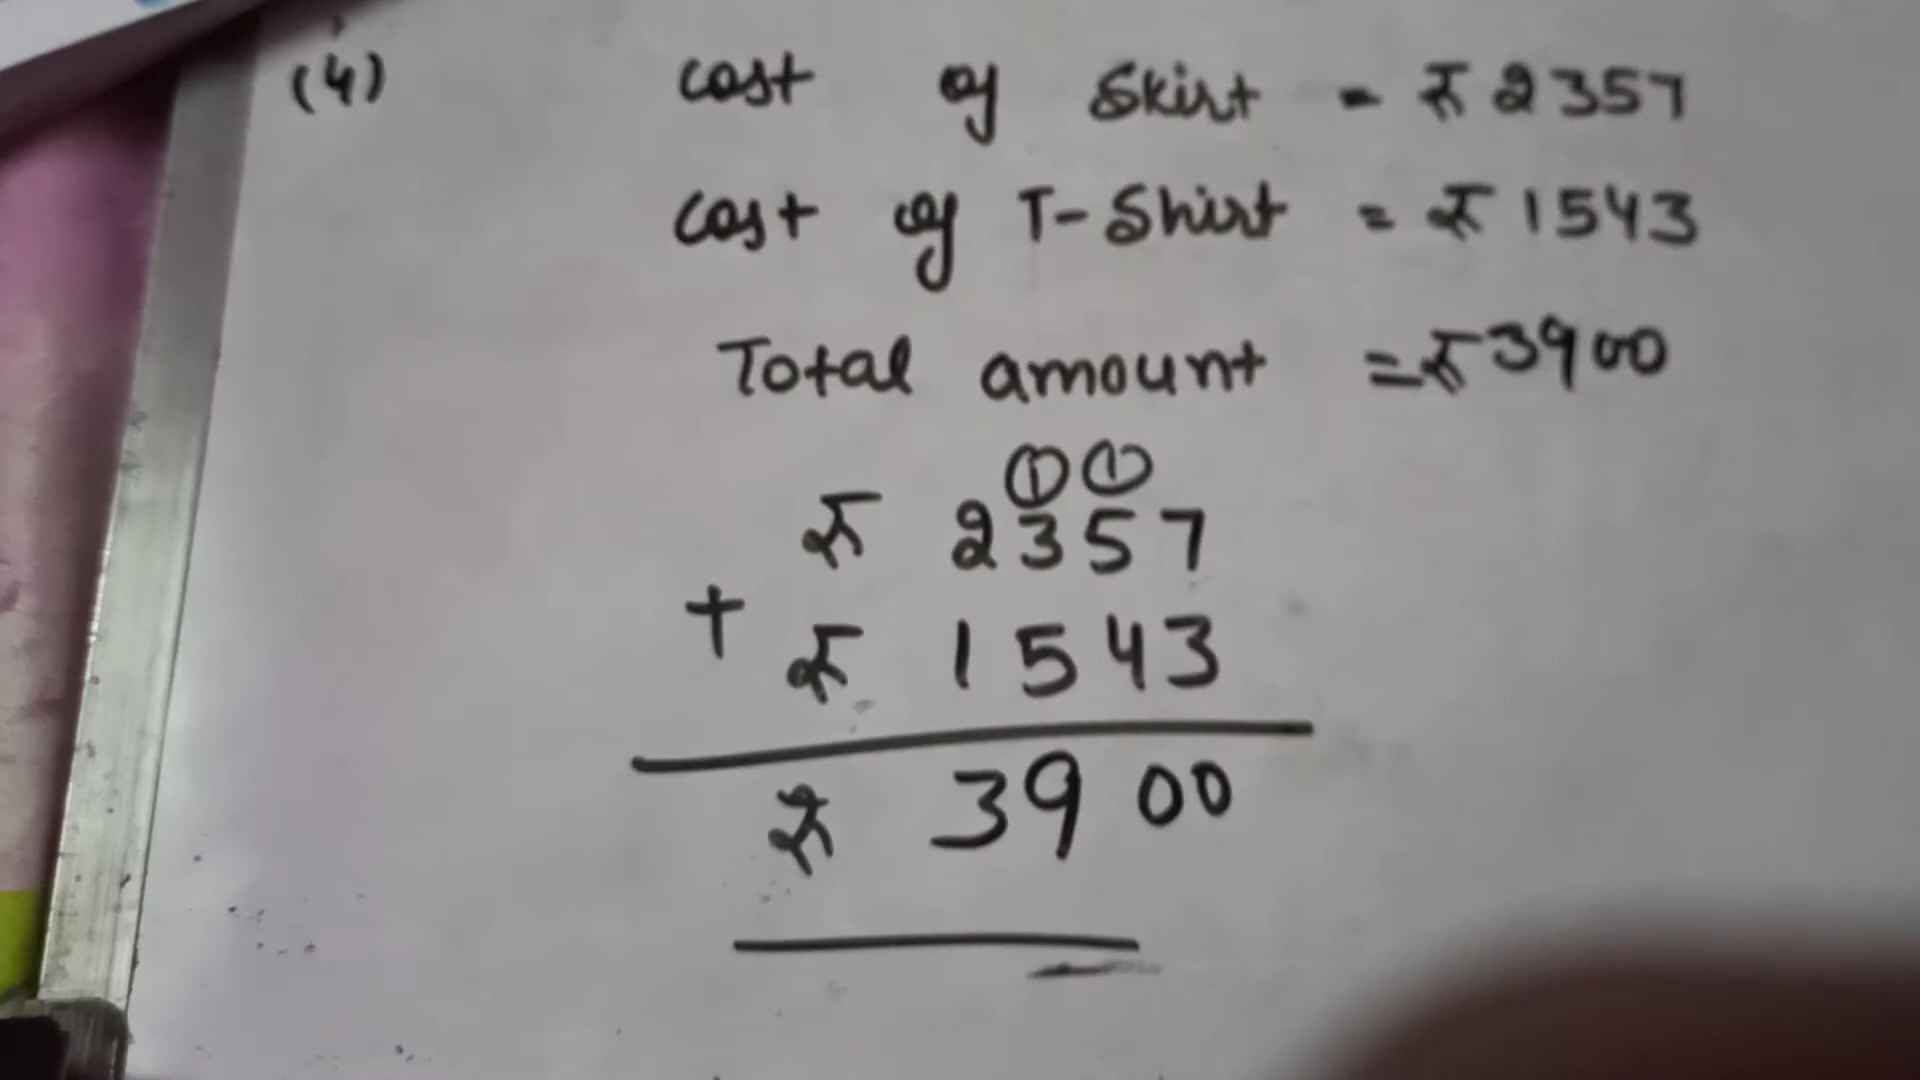 (4) cost of Skirt = ₹ 2357
cost of T-Shirt = ₹ 1543
Total amount = ₹ 3900
1 1
₹ 2357
+ ₹ 1543
₹ 3900